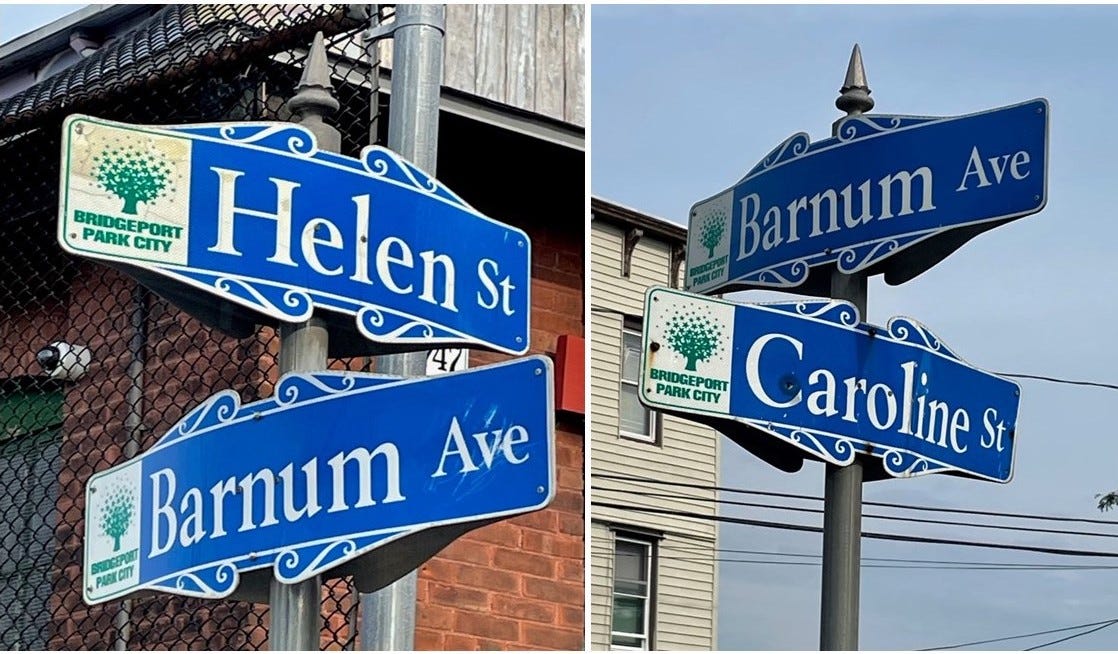 BRIDGEPORT
PARK CITY
Helen St
47
BRIDGEPORT
PARK CITY
Barnum Ave
BRIDGEPORT
PARK CITY
Barnum Ave
BRIDGEPORT
PARK CITY
Caroline St